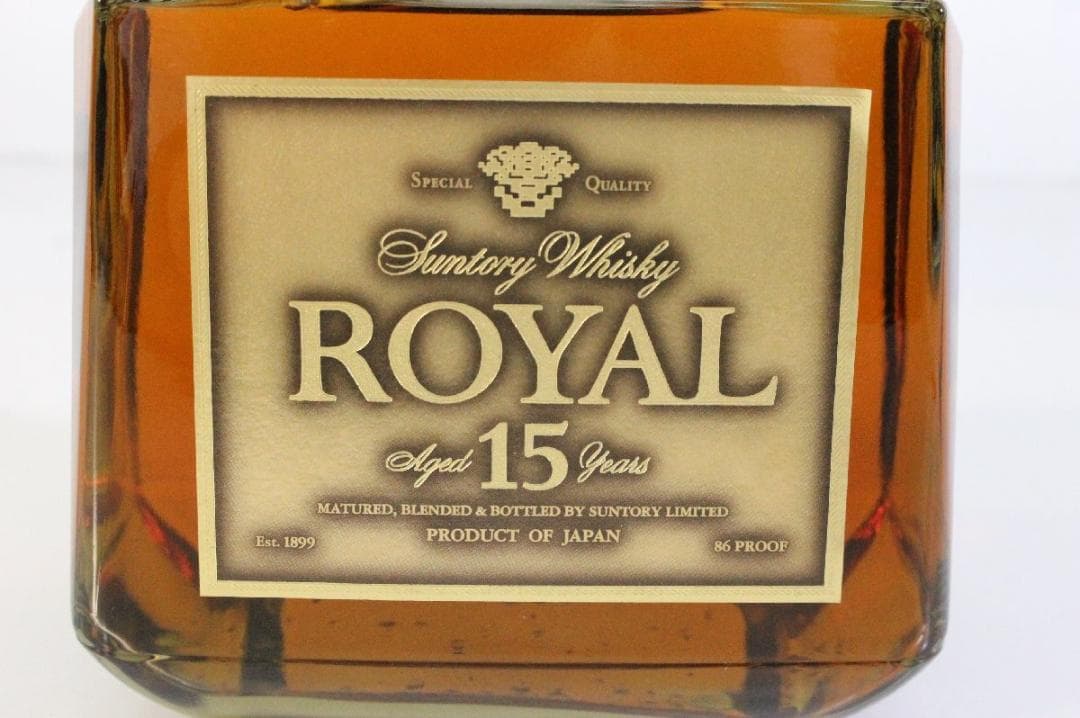 SPECIAL QUALITY
Suntory Whisky
ROYAL
Aged 15 Years
MATURED, BLENDED & BOTTLED BY SUNTORY LIMITED
PRODUCT OF JAPAN
Est. 1899 86 PROOF